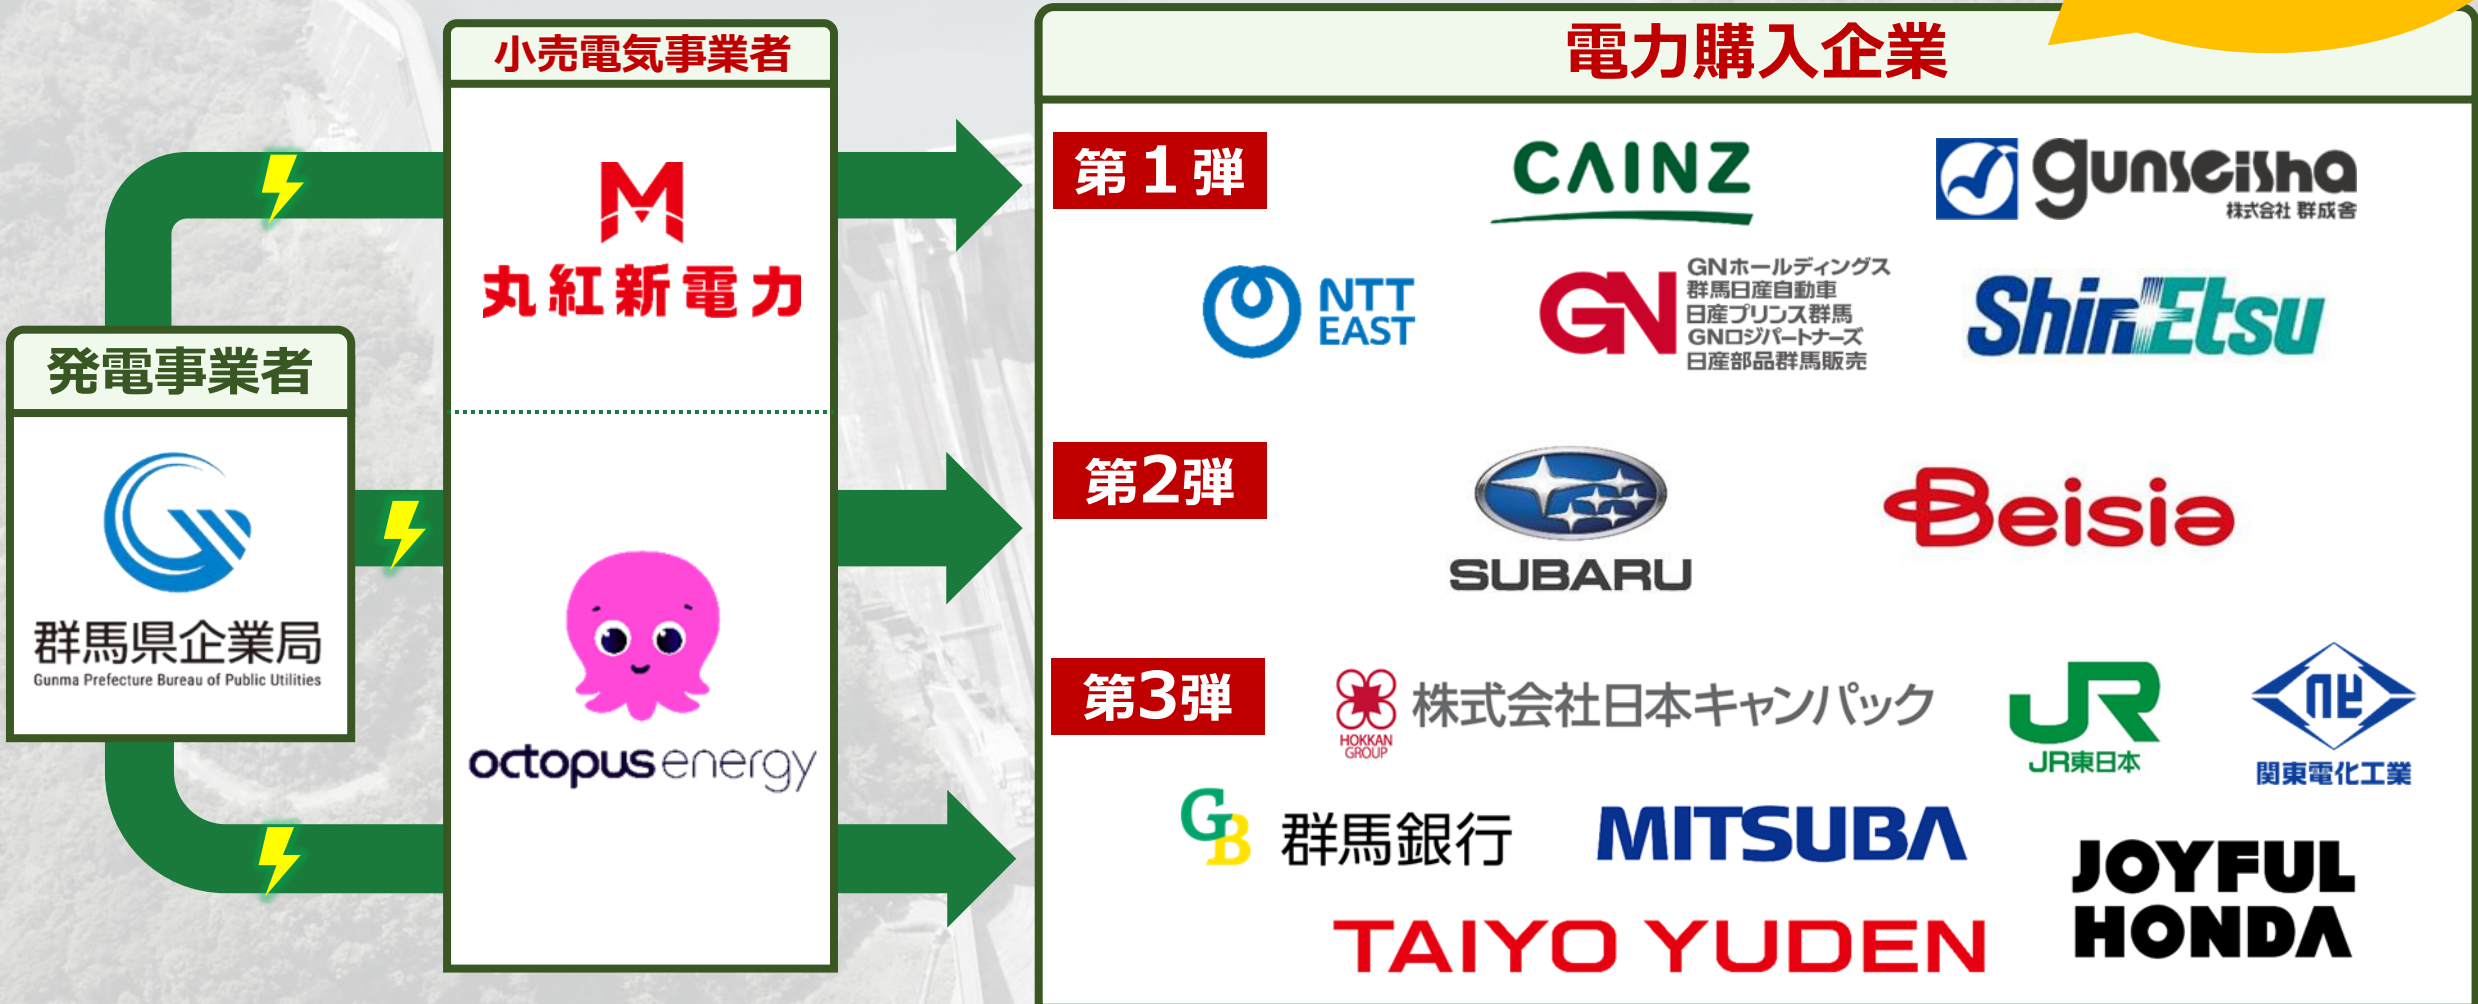 発電事業者
群馬県企業局
Gunma Prefecture Bureau of Public Utilities
小売電気事業者
M
丸紅新電力
octopus energy
電力購入企業
第１弾
CAINZ
gunseisha
株式会社 群成舎
NTT
EAST
GN
GNホールディングス
群馬日産自動車
日産プリンス群馬
GNロジパートナーズ
日産部品群馬販売
ShinEtsu
第2弾
SUBARU
Beisia
第3弾
HOKKAN
GROUP
株式会社日本キャンパック
JR
JR東日本
関東電化工業
GB
群馬銀行
MITSUBA
JOYFUL
HONDA
TAIYO YUDEN